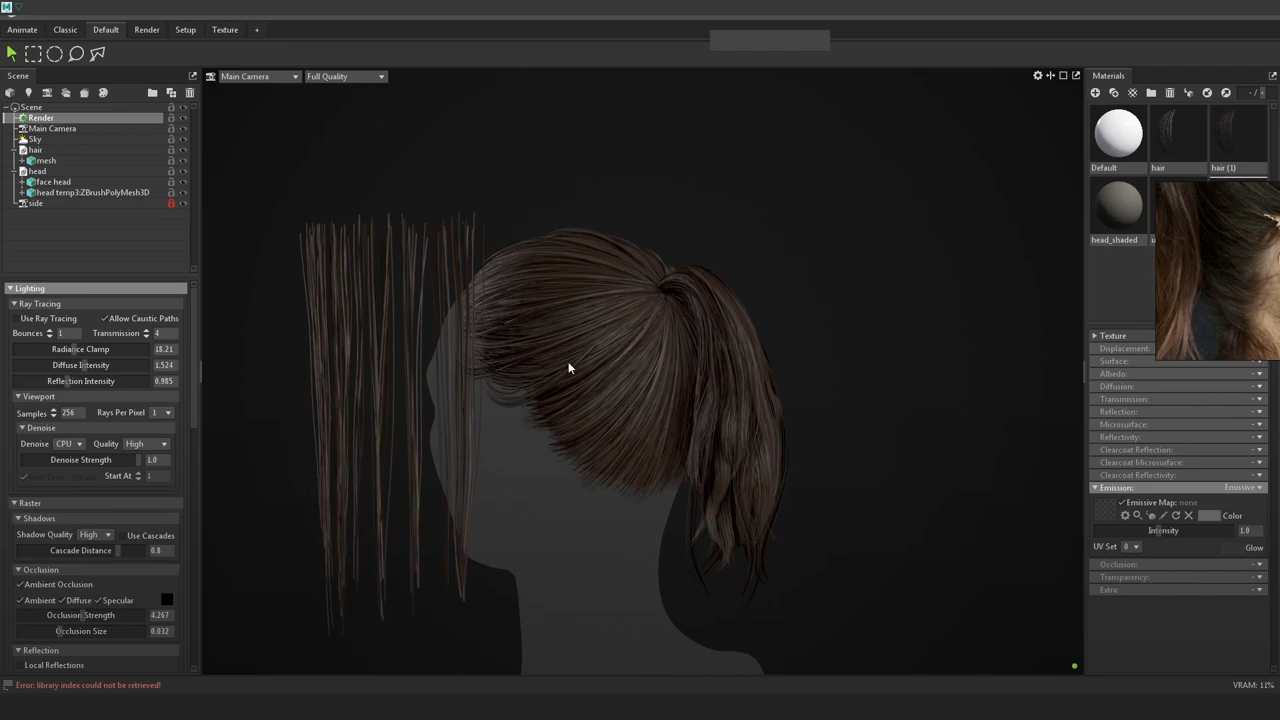 Animate Classic Default Render Setup Texture +
Scene
Main Camera Full Quality
Materials
- /
Scene
Render
Main Camera
Sky
hair
mesh
head
face head
head temp3:ZBrushPolyMesh3D
side
Default hair hair (1)
head_shaded
Lighting
Ray Tracing
Use Ray Tracing Allow Caustic Paths
Bounces 1 Transmission 4
Radiance Clamp 18.21
Diffuse Intensity 1.524
Reflection Intensity 0.985
Viewport
Samples 256 Rays Per Pixel 1
Denoise
Denoise CPU Quality High
Denoise Strength 1.0
Start At 1
Raster
Shadows
Shadow Quality High Use Cascades
Cascade Distance 0.8
Occlusion
Ambient Occlusion
Ambient Diffuse Specular
Occlusion Strength 4.267
Occlusion Size 0.032
Reflection
Local Reflections
Texture
Displacement:
Surface:
Albedo:
Diffusion:
Transmission:
Reflection:
Microsurface:
Reflectivity:
Clearcoat Reflection:
Clearcoat Microsurface:
Clearcoat Reflection:
Emission: Emissive
Emissive Map: none
Color
Intensity 1.0
UV Set 0 Glow
Occlusion:
Transparency:
Extra:
Error: library index could not be retrieved!
VRAM: 11%